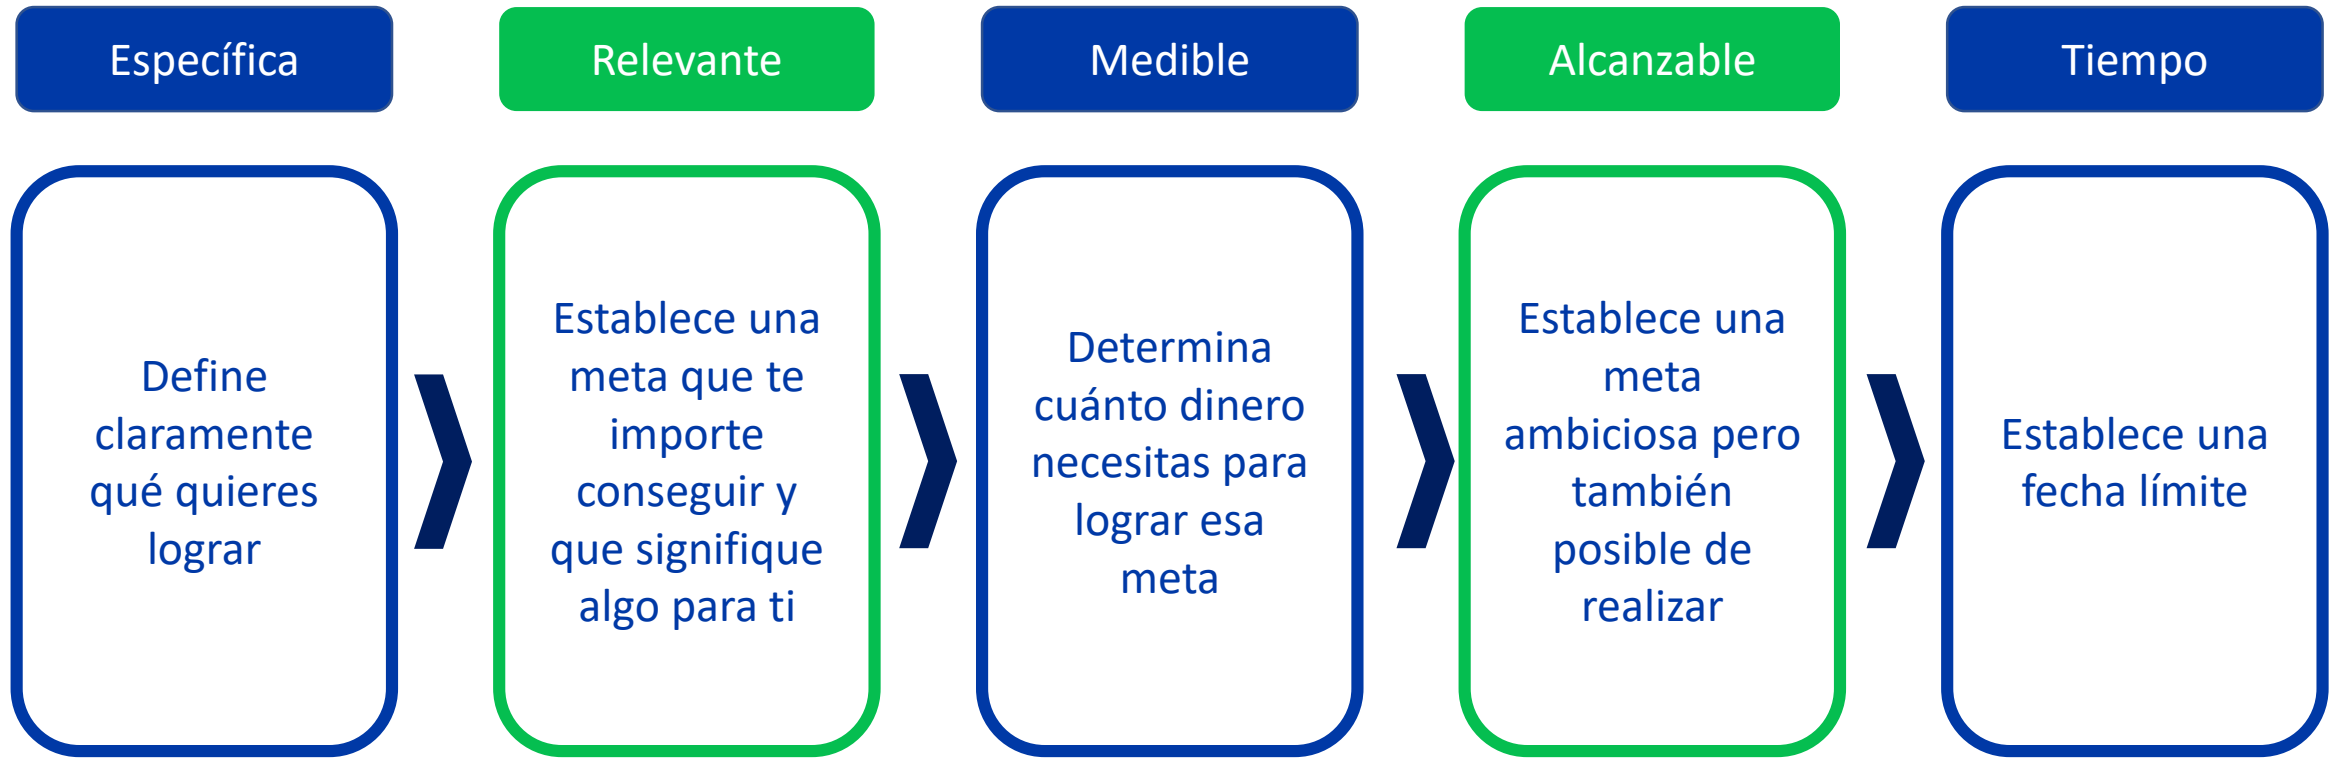 Específica
Relevante
Medible
Alcanzable
Tiempo
Define
claramente
qué quieres
lograr
Establece una
meta que te
importe
conseguir y
que signifique
algo para ti
Determina
cuánto dinero
necesitas para
lograr esa
meta
Establece una
meta
ambiciosa pero
también
posible de
realizar
Establece una
fecha límite